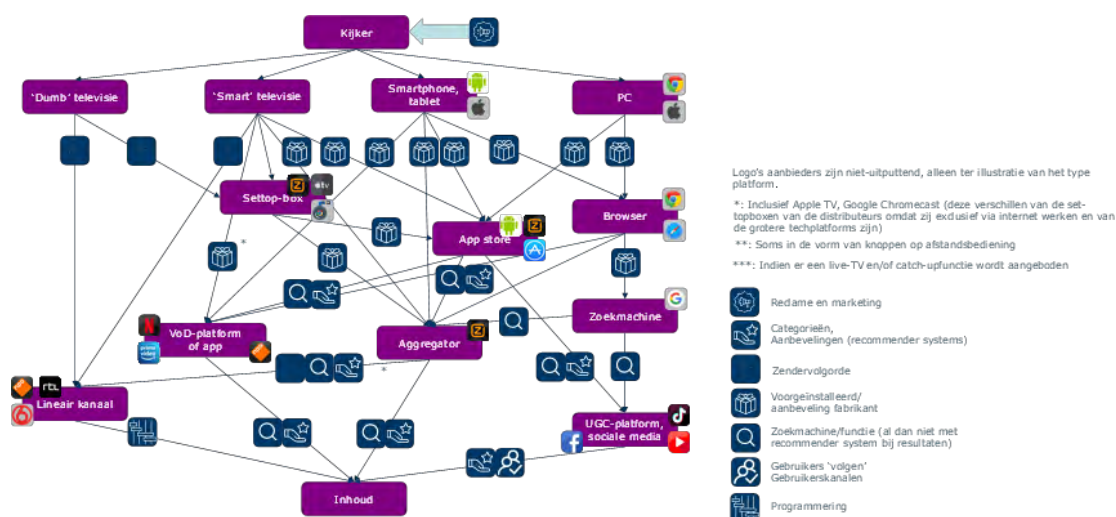 Kijker
'Dumb' televisie
'Smart' televisie
Smartphone,
tablet
PC
Settop-box
tv
Browser
App store
*
Zoekmachine
VoD-platform
of app
prime
video
Aggregator
*
rtl
Lineair kanaal
UGC-platform,
sociale media
Inhoud
Logo's aanbieders zijn niet-uitputtend, alleen ter illustratie van het type
platform.
*: Inclusief Apple TV, Google Chromecast (deze verschillen van de set-
topboxen van de distributeurs omdat zij exclusief via internet werken en van
de grotere techplatforms zijn)
**: Soms in de vorm van knoppen op afstandsbediening
***: Indien er een live-TV en/of catch-upfunctie wordt aangeboden
Reclame en marketing
Categorieën,
Aanbevelingen (recommender systems)
Zendervolgorde
Voorgeïnstalleerd/
aanbeveling fabrikant
Zoekmachine/functie (al dan niet met
recommender system bij resultaten)
Gebruikers 'volgen'
Gebruikerskanalen
Programmering